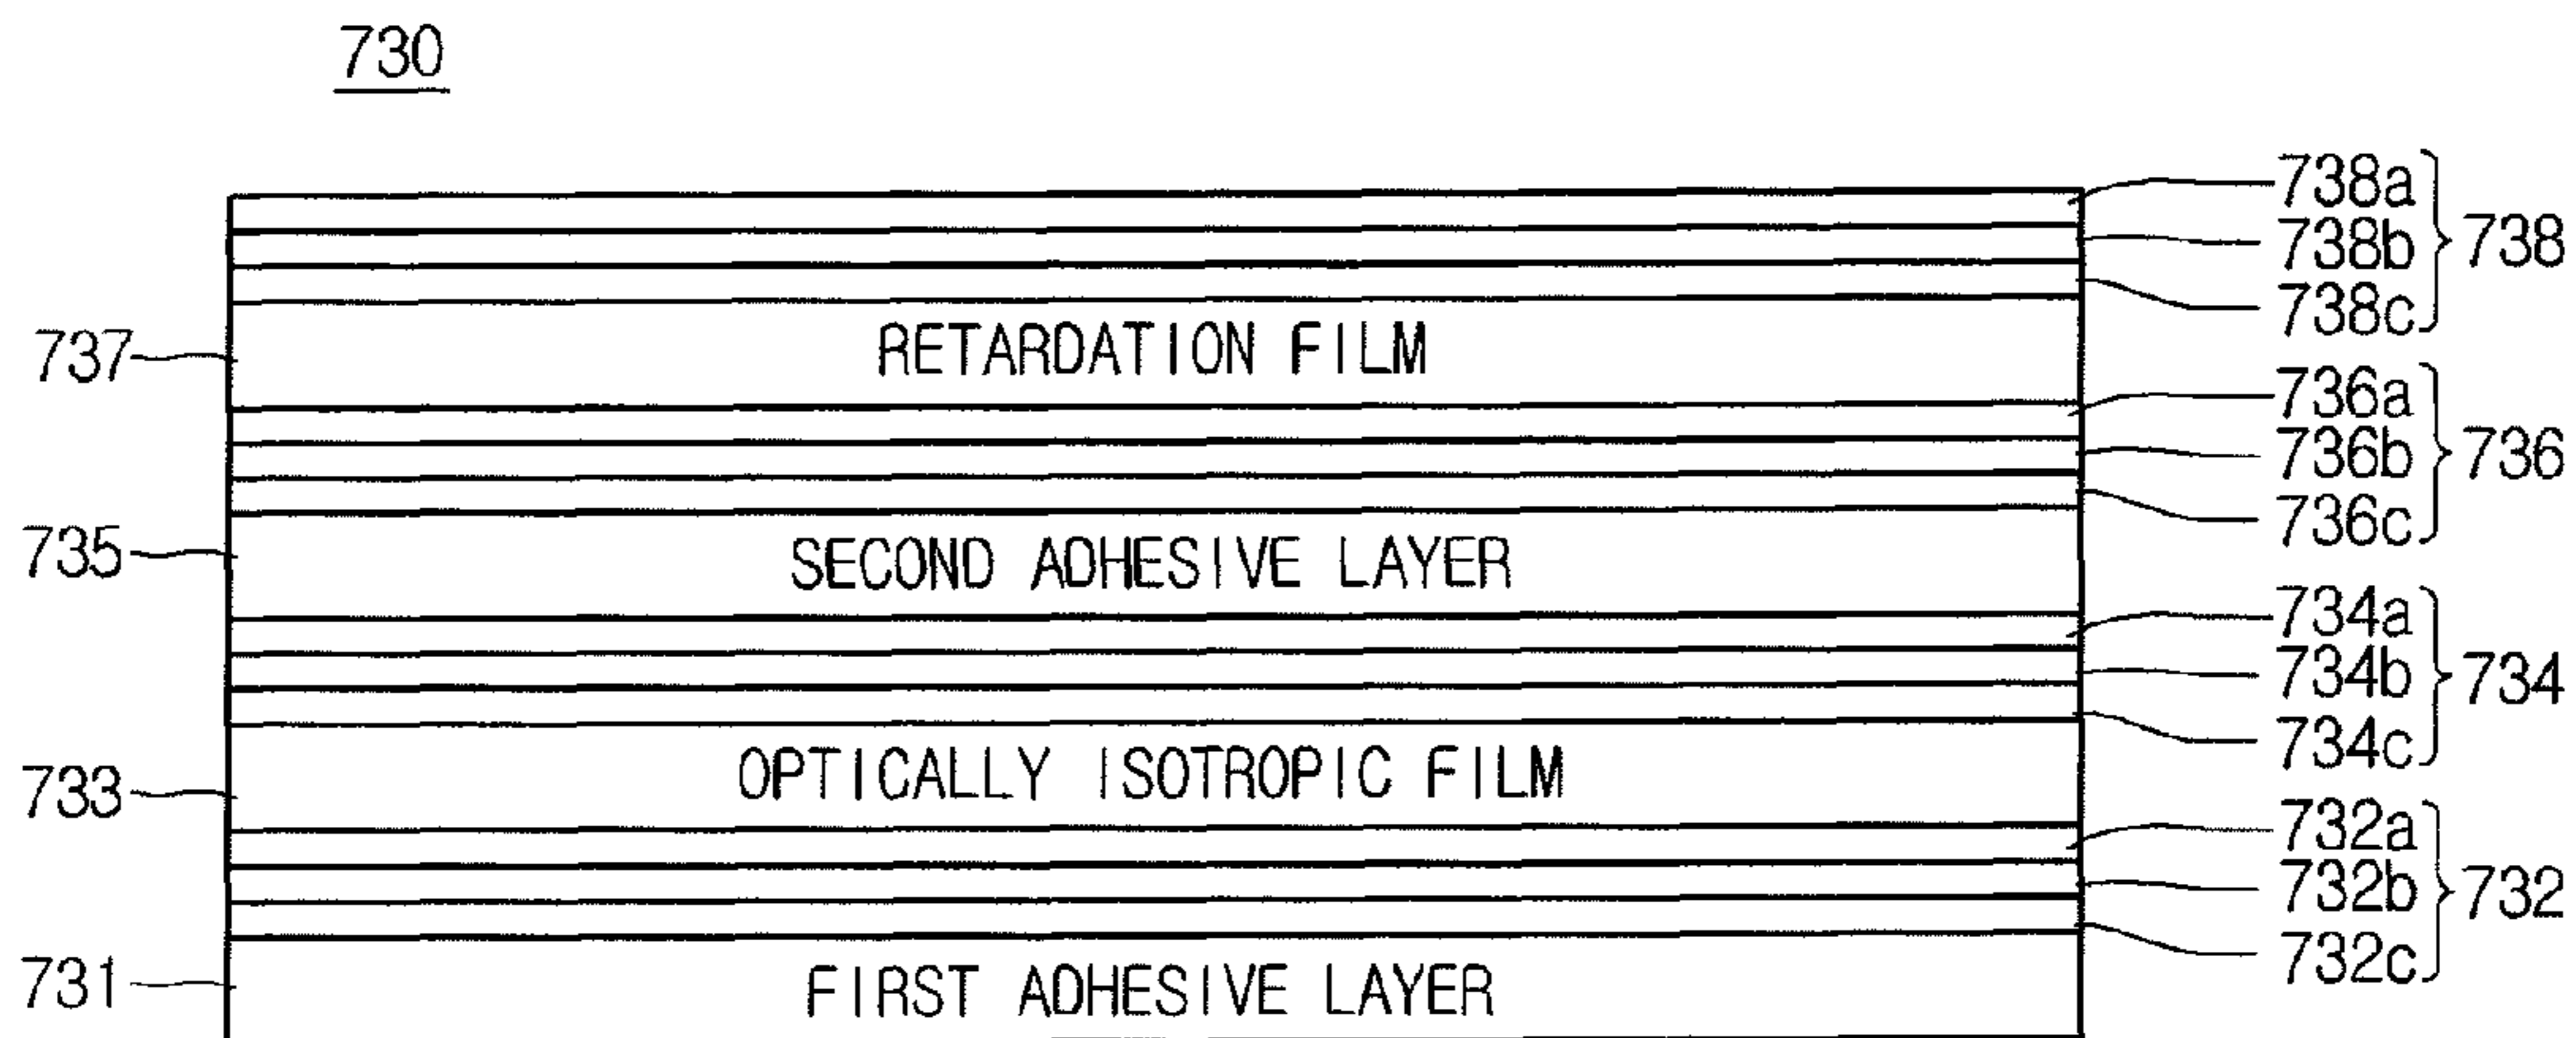 730
738a
738b 738
738c
737 RETARDATION FILM
736a
736b 736
736c
735 SECOND ADHESIVE LAYER
734a
734b 734
734c
733 OPTICALLY ISOTROPIC FILM
732a
732b 732
732c
731 FIRST ADHESIVE LAYER